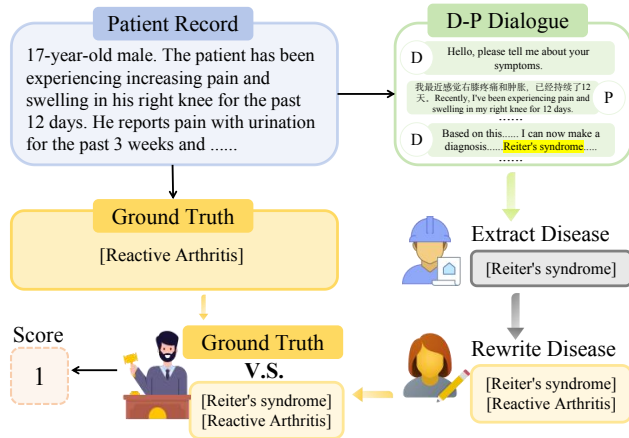 Patient Record
17-year-old male. The patient has been
experiencing increasing pain and
swelling in his right knee for the past
12 days. He reports pain with urination
for the past 3 weeks and ......
D-P Dialogue
D
Hello, please tell me about your
symptoms.
我最近感觉右膝疼痛和肿胀，已经持续了12
天。Recently, I've been experiencing pain and
swelling in my right knee for 12 days.
P
......
D
Based on this...... I can now make a
diagnosis......Reiter's syndrome.....
......
Ground Truth
[Reactive Arthritis]
Extract Disease
[Reiter's syndrome]
Rewrite Disease
[Reiter's syndrome]
[Reactive Arthritis]
Ground Truth
V.S.
[Reiter's syndrome]
[Reactive Arthritis]
Score
1